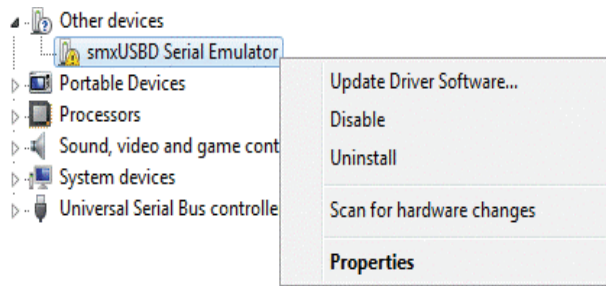 Other devices
smxUSBD Serial Emulator
Portable Devices
Processors
Sound, video and game cont
System devices
Universal Serial Bus controlle
Update Driver Software...
Disable
Uninstall
Scan for hardware changes
Properties